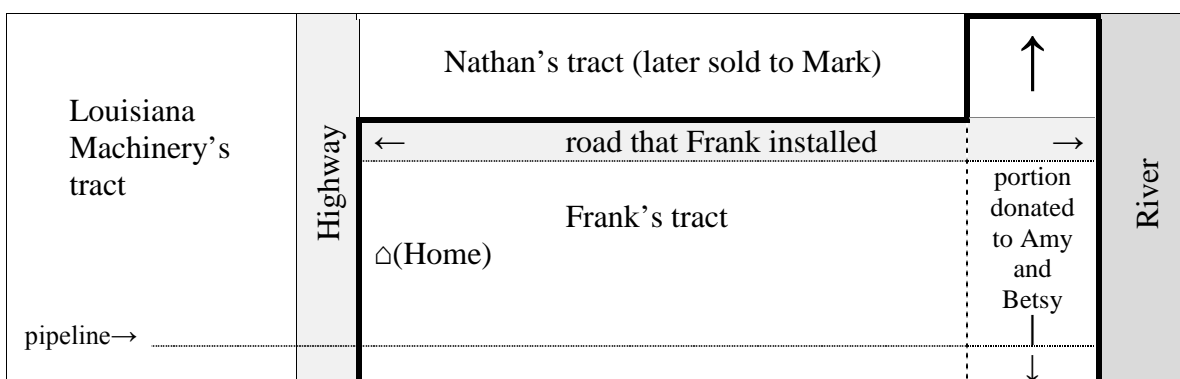 Nathan’s tract (later sold to Mark)
↑
Louisiana
Machinery’s
tract
Highway
← road that Frank installed →
River
portion
donated
to Amy
and
Betsy
Frank’s tract
⌂(Home)
pipeline→
↓